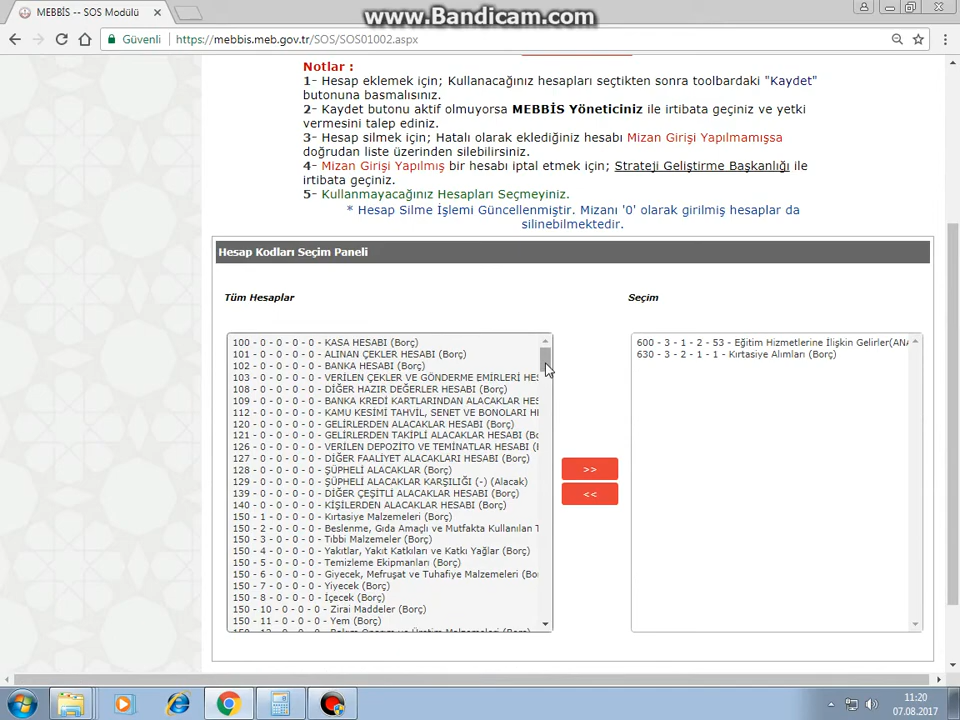 MEBBİS -- SOS Modülü
www.Bandicam.com
Güvenli
https://mebbis.meb.gov.tr/SOS/SOS01002.aspx
Notlar :
1- Hesap eklemek için; Kullanacağınız hesapları seçtikten sonra toolbardaki "Kaydet"
butonuna basmalısınız.
2- Kaydet butonu aktif olmuyorsa MEBBİS Yöneticiniz ile irtibata geçiniz ve yetki
vermesini talep ediniz.
3- Hesap silmek için; Hatalı olarak eklediğiniz hesabı Mizan Girişi Yapılmamışsa
doğrudan liste üzerinden silebilirsiniz.
4- Mizan Girişi Yapılmış bir hesabı iptal etmek için; Strateji Geliştirme Başkanlığı ile
irtibata geçiniz.
5- Kullanmayacağınız Hesapları Seçmeyiniz.
* Hesap Silme İşlemi Güncellenmiştir. Mizanı '0' olarak girilmiş hesaplar da
silinebilmektedir.
Hesap Kodları Seçim Paneli
Tüm Hesaplar
Seçim
100 - 0 - 0 - 0 - 0 - KASA HESABI (Borç)
101 - 0 - 0 - 0 - 0 - ALINAN ÇEKLER HESABI (Borç)
102 - 0 - 0 - 0 - 0 - BANKA HESABI (Borç)
103 - 0 - 0 - 0 - 0 - VERİLEN ÇEKLER VE GÖNDERME EMİRLERİ HES
108 - 0 - 0 - 0 - 0 - DİĞER HAZIR DEĞERLER HESABI (Borç)
109 - 0 - 0 - 0 - 0 - BANKA KREDİ KARTLARINDAN ALACAKLAR HES
112 - 0 - 0 - 0 - 0 - KAMU KESİMİ TAHVİL, SENET VE BONOLARI H
120 - 0 - 0 - 0 - 0 - GELİRLERDEN ALACAKLAR HESABI (Borç)
121 - 0 - 0 - 0 - 0 - GELİRLERDEN TAKİPLİ ALACAKLAR HESABI (Bo
126 - 0 - 0 - 0 - 0 - VERİLEN DEPOZİTO VE TEMİNATLAR HESABI (
127 - 0 - 0 - 0 - 0 - DİĞER FAALİYET ALACAKLARI HESABI (Borç)
128 - 0 - 0 - 0 - 0 - ŞÜPHELİ ALACAKLAR (Borç)
129 - 0 - 0 - 0 - 0 - ŞÜPHELİ ALACAKLAR KARŞILIĞI (-) (Alacak)
139 - 0 - 0 - 0 - 0 - DİĞER ÇEŞİTLİ ALACAKLAR HESABI (Borç)
140 - 0 - 0 - 0 - 0 - KİŞİLERDEN ALACAKLAR HESABI (Borç)
150 - 1 - 0 - 0 - 0 - Kırtasiye Malzemeleri (Borç)
150 - 2 - 0 - 0 - 0 - Beslenme, Gıda Amaçlı ve Mutfakta Kullanılan T
150 - 3 - 0 - 0 - 0 - Tıbbi Malzemeler (Borç)
150 - 4 - 0 - 0 - 0 - Yakıtlar, Yakıt Katkıları ve Katkı Yağlar (Borç)
150 - 5 - 0 - 0 - 0 - Temizleme Ekipmanları (Borç)
150 - 6 - 0 - 0 - 0 - Giyecek, Mefruşat ve Tuhafiye Malzemeleri (Bo
150 - 7 - 0 - 0 - 0 - Yiyecek (Borç)
150 - 8 - 0 - 0 - 0 - İçecek (Borç)
150 - 10 - 0 - 0 - 0 - Zirai Maddeler (Borç)
150 - 11 - 0 - 0 - 0 - Yem (Borç)
600 - 3 - 1 - 2 - 53 - Eğitim Hizmetlerine İlişkin Gelirler(ANA
630 - 3 - 2 - 1 - 1 - Kırtasiye Alımları (Borç)
>>
<<
11:20
07.08.2017